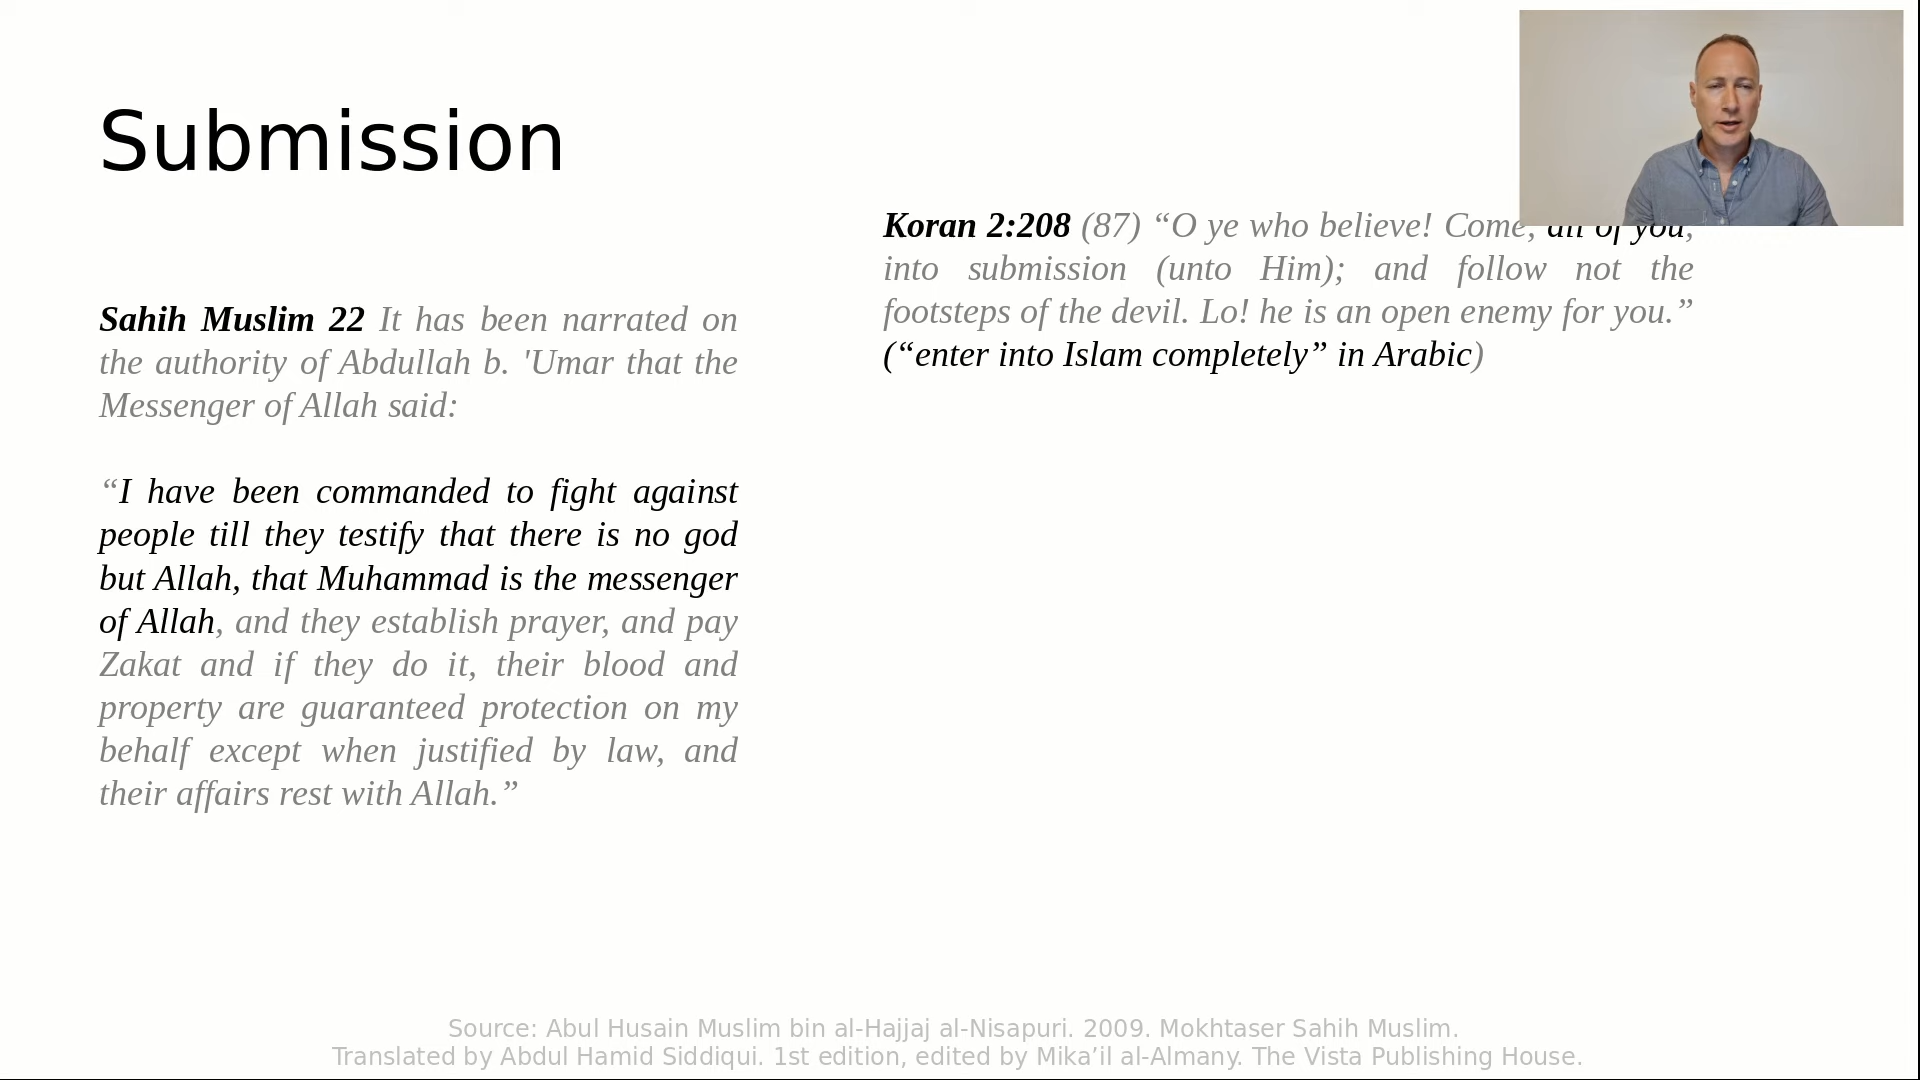 Submission
Sahih Muslim 22 It has been narrated on
the authority of Abdullah b. 'Umar that the
Messenger of Allah said:
“I have been commanded to fight against
people till they testify that there is no god
but Allah, that Muhammad is the messenger
of Allah, and they establish prayer, and pay
Zakat and if they do it, their blood and
property are guaranteed protection on my
behalf except when justified by law, and
their affairs rest with Allah.”
Koran 2:208 (87) “O ye who believe! Come, all of you,
into submission (unto Him); and follow not the
footsteps of the devil. Lo! he is an open enemy for you.”
(“enter into Islam completely” in Arabic)
Source: Abul Husain Muslim bin al-Hajjaj al-Nisapuri. 2009. Mokhtaser Sahih Muslim.
Translated by Abdul Hamid Siddiqui. 1st edition, edited by Mika’il al-Almany. The Vista Publishing House.